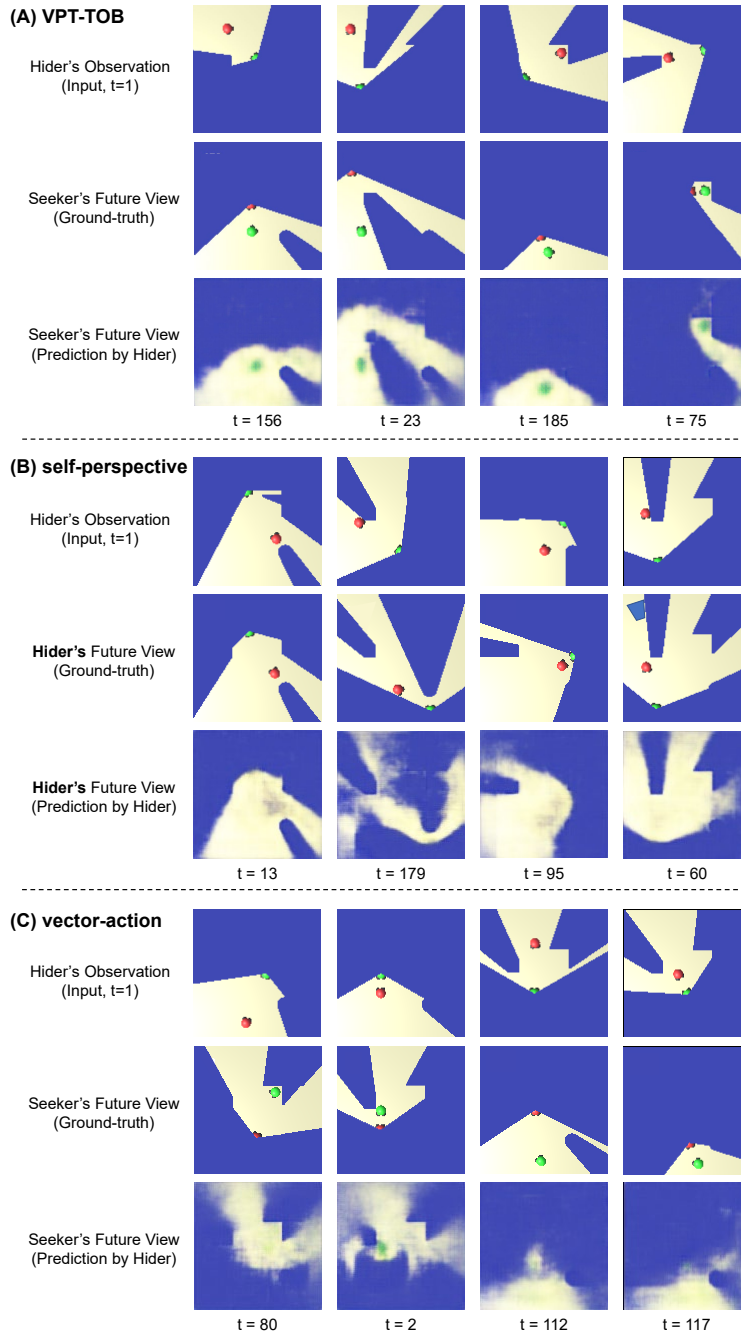 (A) VPT-TOB
Hider's Observation
(Input, t=1)
Seeker's Future View
(Ground-truth)
Seeker's Future View
(Prediction by Hider)
t = 156
t = 23
t = 185
t = 75
(B) self-perspective
Hider's Observation
(Input, t=1)
Hider's Future View
(Ground-truth)
Hider's Future View
(Prediction by Hider)
t = 13
t = 179
t = 95
t = 60
(C) vector-action
Hider's Observation
(Input, t=1)
Seeker's Future View
(Ground-truth)
Seeker's Future View
(Prediction by Hider)
t = 80
t = 2
t = 112
t = 117